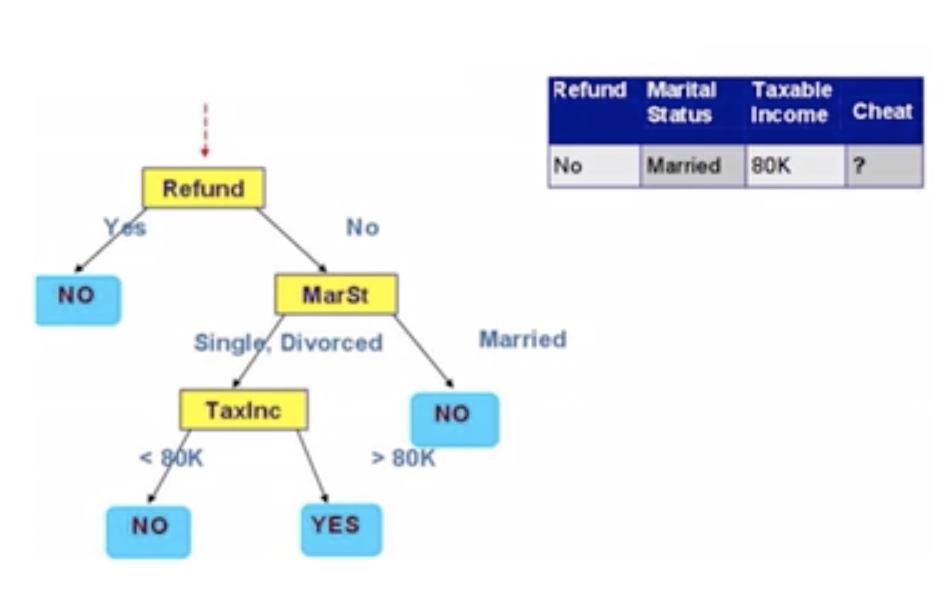 Refund Marital Status Taxable Income Cheat
No Married 80K ?
Refund
Yes No
NO MarSt
Single, Divorced Married
TaxInc NO
< 80K > 80K
NO YES